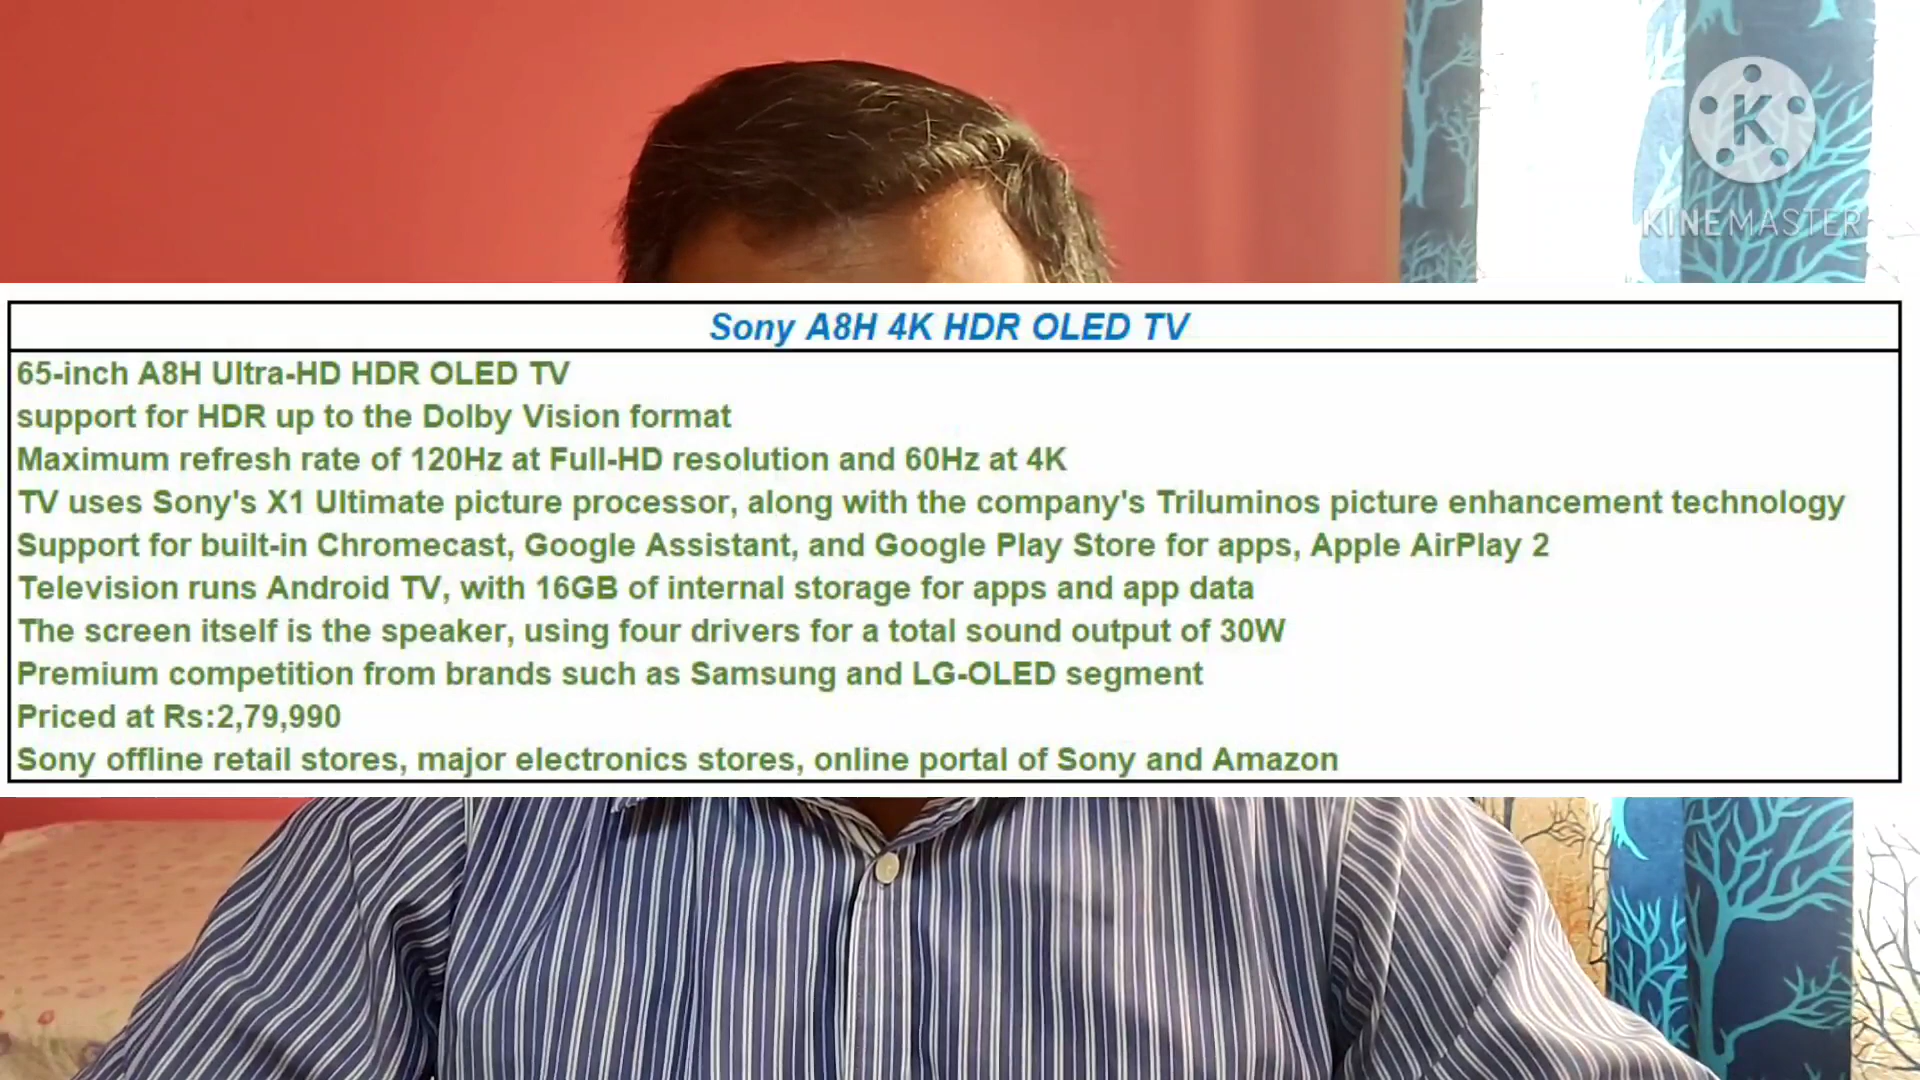 K
KINEMASTER
Sony A8H 4K HDR OLED TV
65-inch A8H Ultra-HD HDR OLED TV
support for HDR up to the Dolby Vision format
Maximum refresh rate of 120Hz at Full-HD resolution and 60Hz at 4K
TV uses Sony's X1 Ultimate picture processor, along with the company's Triluminos picture enhancement technology
Support for built-in Chromecast, Google Assistant, and Google Play Store for apps, Apple AirPlay 2
Television runs Android TV, with 16GB of internal storage for apps and app data
The screen itself is the speaker, using four drivers for a total sound output of 30W
Premium competition from brands such as Samsung and LG-OLED segment
Priced at Rs:2,79,990
Sony offline retail stores, major electronics stores, online portal of Sony and Amazon